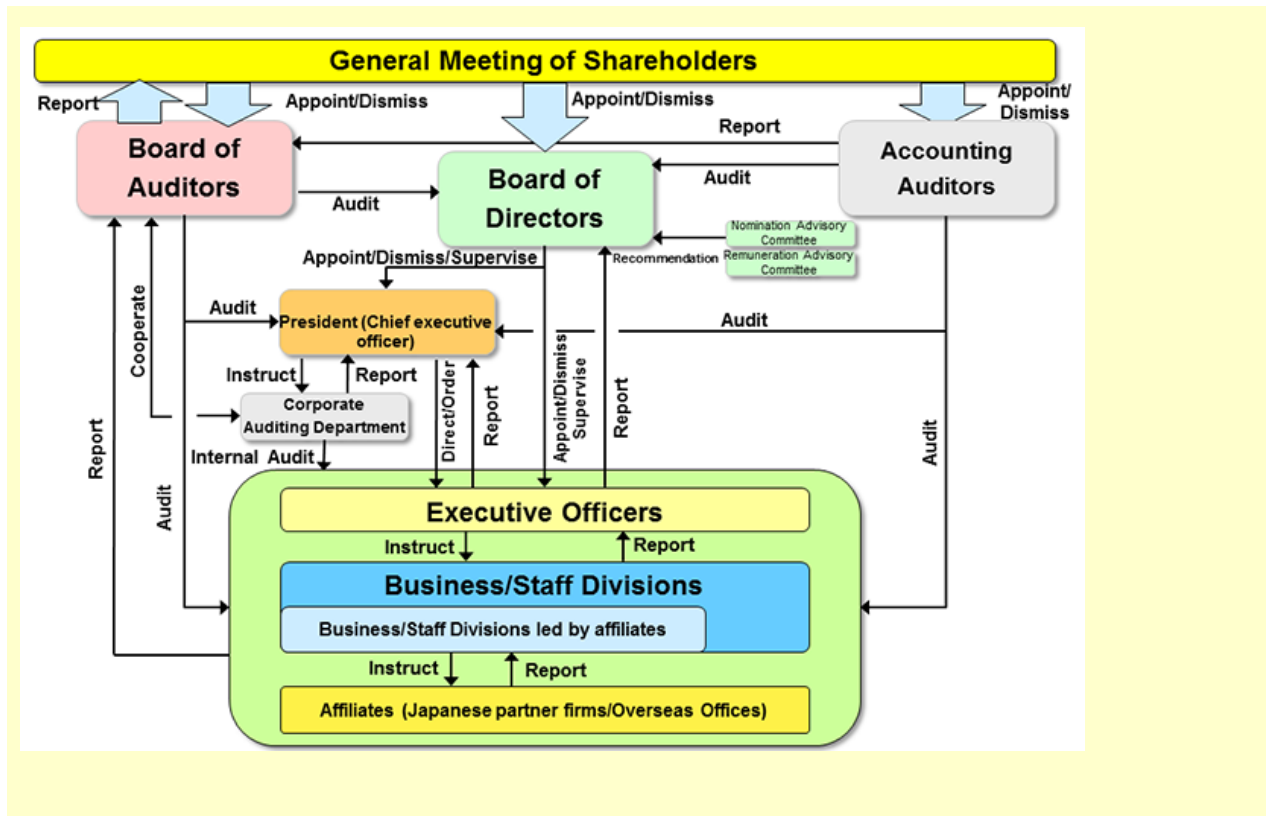 General Meeting of Shareholders
Report
Appoint/Dismiss
Appoint/Dismiss
Appoint/
Dismiss
Board of
Auditors
Report
Accounting
Auditors
Board of
Directors
Audit
Audit
Nomination Advisory
Committee
Recommendation
Remuneration Advisory
Committee
Appoint/Dismiss/Supervise
Cooperate
Audit
President (Chief executive
officer)
Audit
Instruct
Report
Direct/Order
Report
Appoint/Dismiss
Supervise
Report
Corporate
Auditing Department
Internal Audit
Report
Audit
Audit
Executive Officers
Instruct
Report
Business/Staff Divisions
Business/Staff Divisions led by affiliates
Instruct
Report
Affiliates (Japanese partner firms/Overseas Offices)